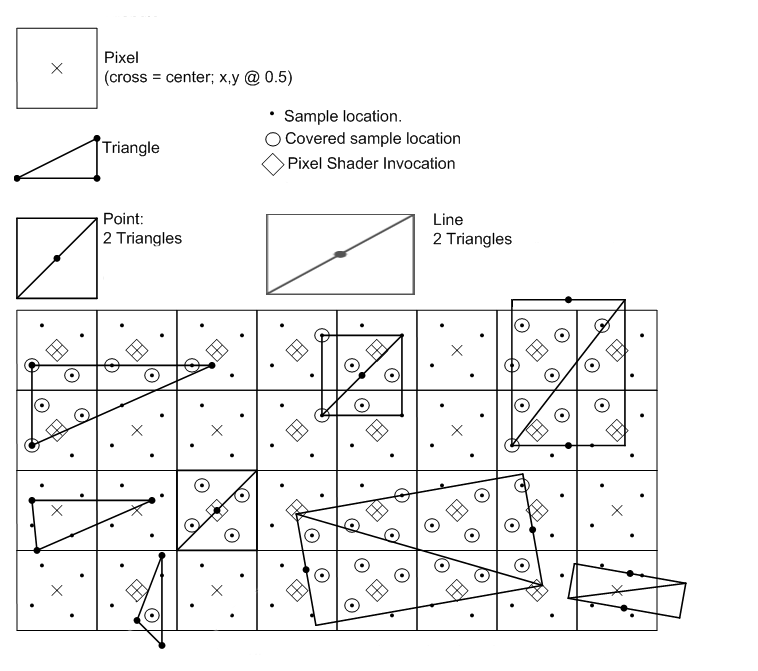 Pixel
(cross = center; x,y @ 0.5)
Sample location.
Covered sample location
Triangle
Pixel Shader Invocation
Point:
2 Triangles
Line
2 Triangles